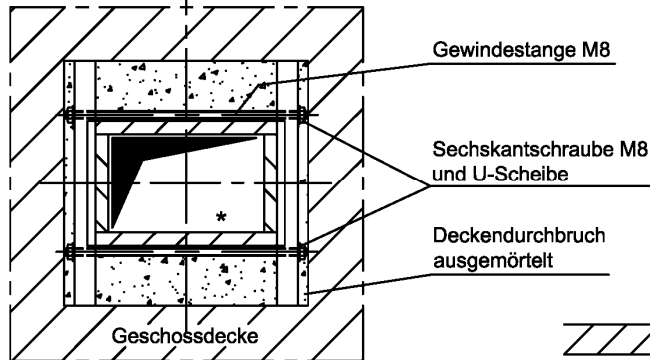 Gewindestange M8
Sechskantschraube M8
und U-Scheibe
*
Deckendurchbruch
ausgemörtelt
Geschossdecke